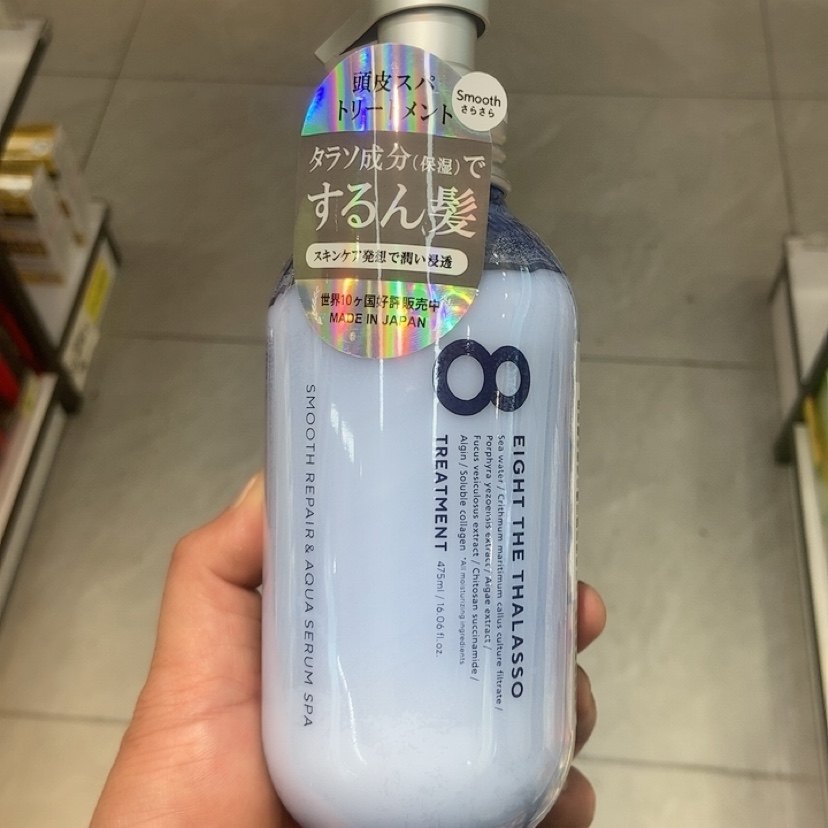 頭皮スパ
トリートメント
Smooth
さらさら
タラソ成分(保湿)で
するん髪
スキンケア発想で潤い浸透
世界10ヶ国好評販売中
MADE IN JAPAN
8
EIGHT THE THALASSO
Sea water / Crithmum maritimum callus culture filtrate /
Porphyra yezoensis extract / Algae extract /
Fucus vesiculosus extract / Chitosan succinamide /
Algin / Soluble collagen *All moisturizing ingredients
TREATMENT 475ml / 16.06 fl.oz.
SMOOTH REPAIR & AQUA SERUM SPA